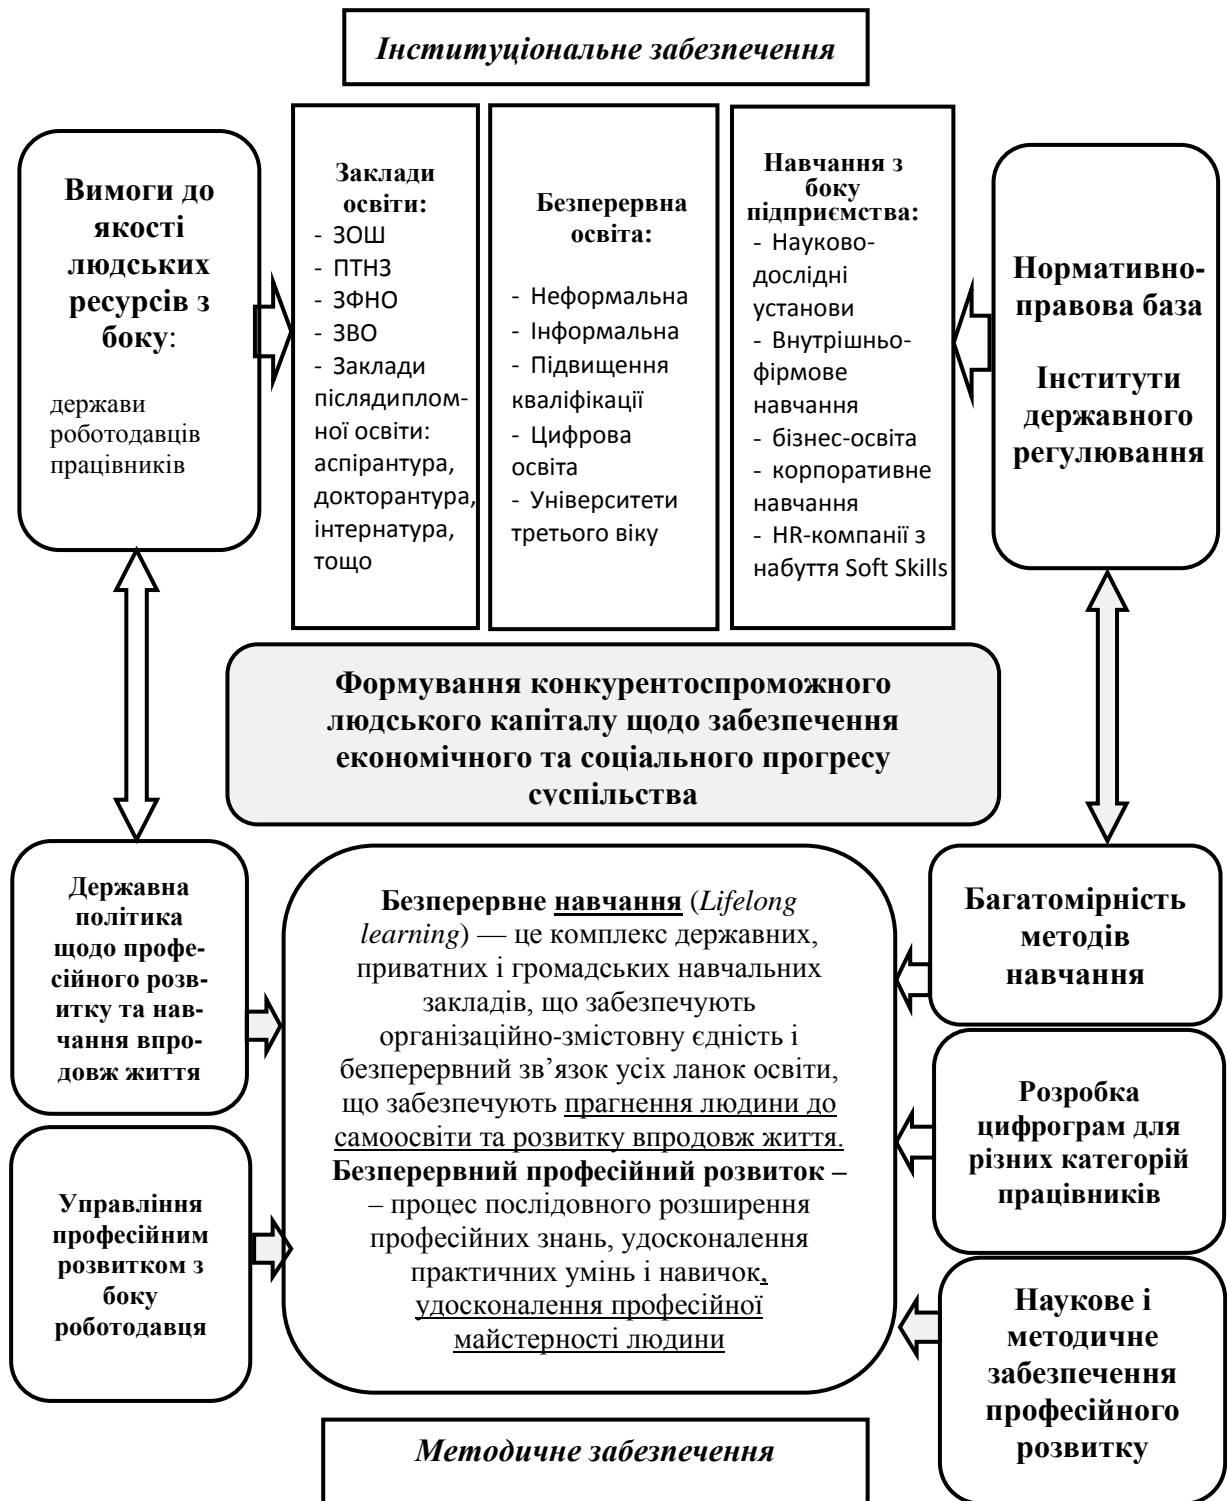 Інституціональне забезпечення
Вимоги до
якості
людських
ресурсів з
боку:
держави
роботодавців
працівників
Заклади
освіти:
- ЗОШ
- ПТНЗ
- ЗФНО
- ЗВО
- Заклади
післядиплом-
ної освіти:
аспірантура,
докторантура,
інтернатура,
тощо
Безперервна
освіта:
- Неформальна
- Інформальна
- Підвищення
кваліфікації
- Цифрова
освіта
- Університети
третього віку
Навчання з
боку
підприємства:
- Науково-
дослідні
установи
- Внутрішньо-
фірмове
навчання
- бізнес-освіта
- корпоративне
навчання
- HR-компанії з
набуття Soft Skills
Нормативно-
правова база
Інститути
державного
регулювання
Формування конкурентоспроможного
людського капіталу щодо забезпечення
економічного та соціального прогресу
суспільства
Державна
політика
щодо профе-
сійного розв-
итку та нав-
чання впро-
довж життя
Управління
професійним
розвитком з
боку
роботодавця
Безперервне навчання (Lifelong
learning) — це комплекс державних,
приватних і громадських навчальних
закладів, що забезпечують
організаційно-змістовну єдність і
безперервний зв’язок усіх ланок освіти,
що забезпечують прагнення людини до
самоосвіти та розвитку впродовж життя.
Безперервний професійний розвиток –
– процес послідовного розширення
професійних знань, удосконалення
практичних умінь і навичок,
удосконалення професійної
майстерності людини
Багатомірність
методів
навчання
Розробка
цифрограм для
різних категорій
працівників
Наукове і
методичне
забезпечення
професійного
розвитку
Методичне забезпечення